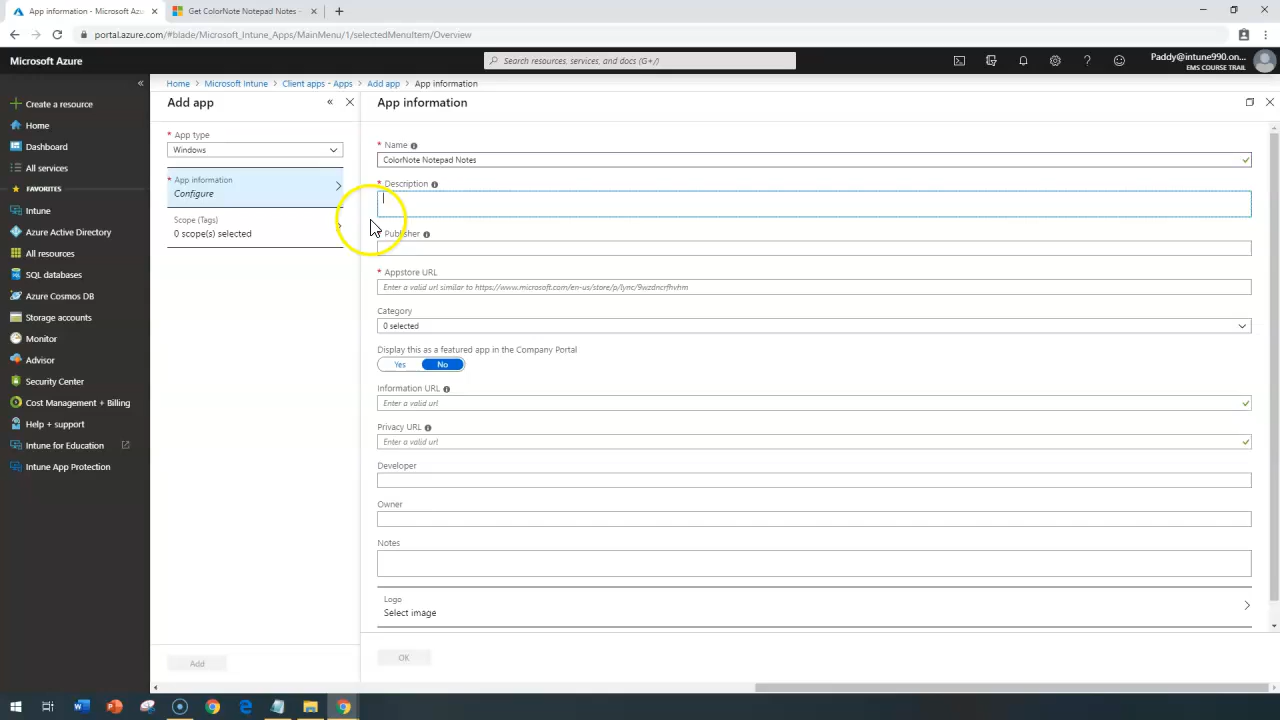 App information - Microsoft Az
Get ColorNote Notepad Notes -
portal.azure.com/#blade/Microsoft_Intune_Apps/MainMenu/1/selectedMenuItem/Overview
Microsoft Azure
Search resources, services, and docs (G+/)
Paddy@intune990.on...
EMS COURSE TRAIL
Create a resource
Home
Dashboard
All services
FAVORITES
Intune
Azure Active Directory
All resources
SQL databases
Azure Cosmos DB
Storage accounts
Monitor
Advisor
Security Center
Cost Management + Billing
Help + support
Intune for Education
Intune App Protection
Home > Microsoft Intune > Client apps - Apps > Add app > App information
Add app
* App type
Windows
* App information
Configure
Scope (Tags)
0 scope(s) selected
Add
App information
* Name
ColorNote Notepad Notes
* Description
Publisher
* Appstore URL
Enter a valid url similar to https://www.microsoft.com/en-us/store/p/lync/9wzdncrfhvhm
Category
0 selected
Display this as a featured app in the Company Portal
Yes No
Information URL
Enter a valid url
Privacy URL
Enter a valid url
Developer
Owner
Notes
Logo
Select image
OK